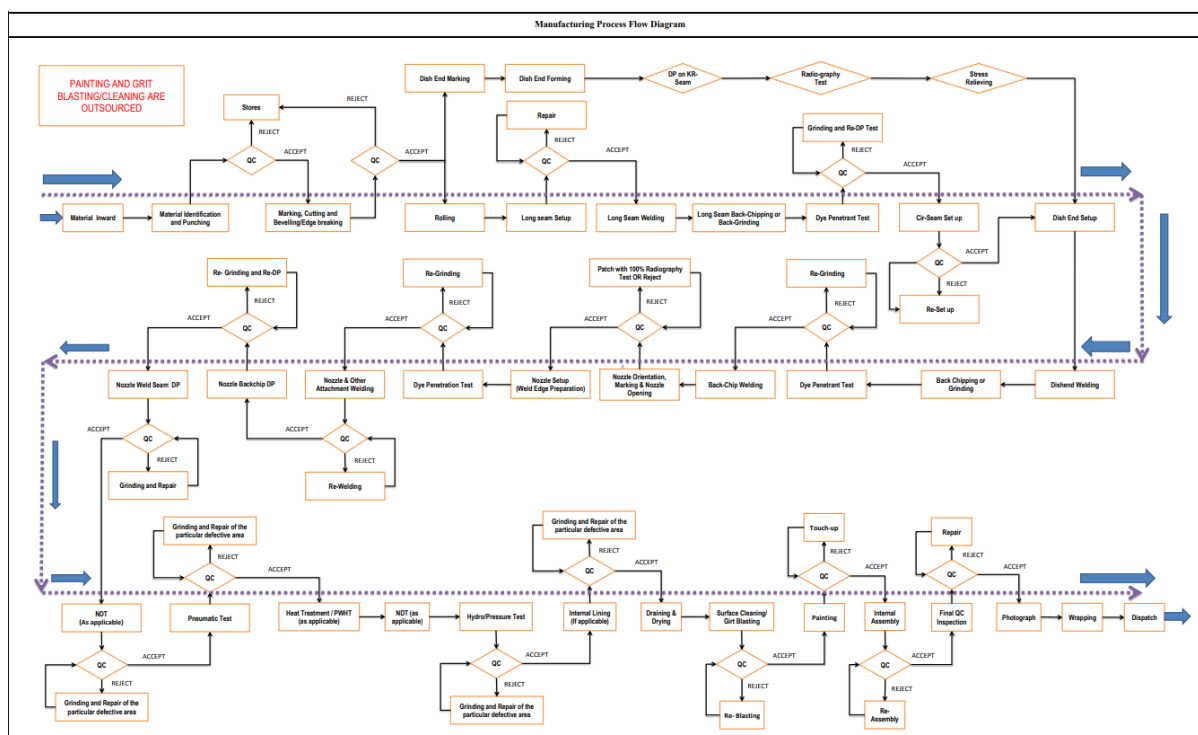 Manufacturing Process Flow Diagram
PAINTING AND GRIT
BLASTING/CLEANING ARE
OUTSOURCED
Dish End Marking
Dish End Forming
DP on KR-
Seam
Radio-graphy
Test
Stress
Relieving
Stores
REJECT
REJECT
QC
ACCEPT
QC
ACCEPT
Repair
REJECT
QC
ACCEPT
Grinding and Re-DP Test
REJECT
QC
ACCEPT
Material Inward
Material Identification
and Punching
Marking, Cutting and
Bevelling/Edge breaking
Rolling
Long seam Setup
Long Seam Welding
Long Seam Back-Chipping or
Back-Grinding
Dye Penetrant Test
Cir-Seam Set up
Dish End Setup
QC
ACCEPT
REJECT
Re-Set up
Re- Grinding and Re-DP
REJECT
ACCEPT
QC
Re-Grinding
REJECT
ACCEPT
QC
Patch with 100% Radiography
Test OR Reject
REJECT
ACCEPT
QC
Re-Grinding
REJECT
ACCEPT
QC
Nozzle Weld Seam DP
Nozzle Backchip DP
Nozzle & Other
Attachment Welding
Dye Penetration Test
Nozzle Setup
(Weld Edge Preparation)
Nozzle Orientation,
Marking & Nozzle
Opening
Back-Chip Welding
Dye Penetrant Test
Back Chipping or
Grinding
Dishend Welding
ACCEPT
QC
REJECT
Grinding and Repair
ACCEPT
QC
REJECT
Re-Welding
Grinding and Repair of the
particular defective area
REJECT
QC
ACCEPT
Grinding and Repair of the
particular defective area
REJECT
QC
ACCEPT
Touch-up
REJECT
QC
ACCEPT
Repair
REJECT
QC
ACCEPT
NDT
(As applicable)
Pneumatic Test
Heat Treatment / PWHT
(as applicable)
NDT (as
applicable)
Hydro/Pressure Test
Internal Lining
(If applicable)
Draining &
Drying
Surface Cleaning/
Girt Blasting
Painting
Internal
Assembly
Final QC
Inspection
Photograph
Wrapping
Dispatch
QC
ACCEPT
REJECT
Grinding and Repair of the
particular defective area
QC
ACCEPT
REJECT
Grinding and Repair of the
particular defective area
QC
ACCEPT
REJECT
Re- Blasting
QC
ACCEPT
REJECT
Re-
Assembly